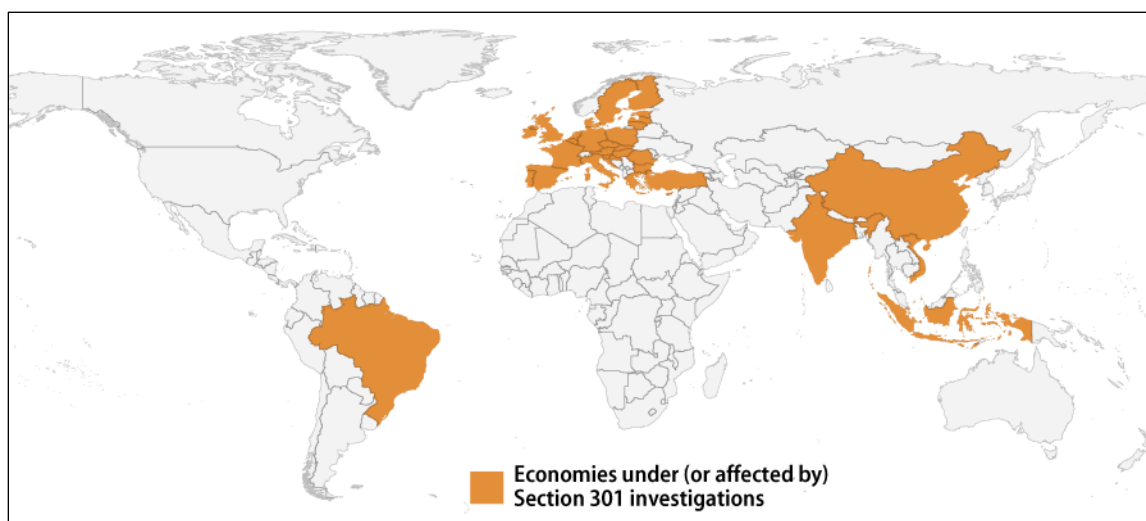 Economies under (or affected by)
Section 301 investigations